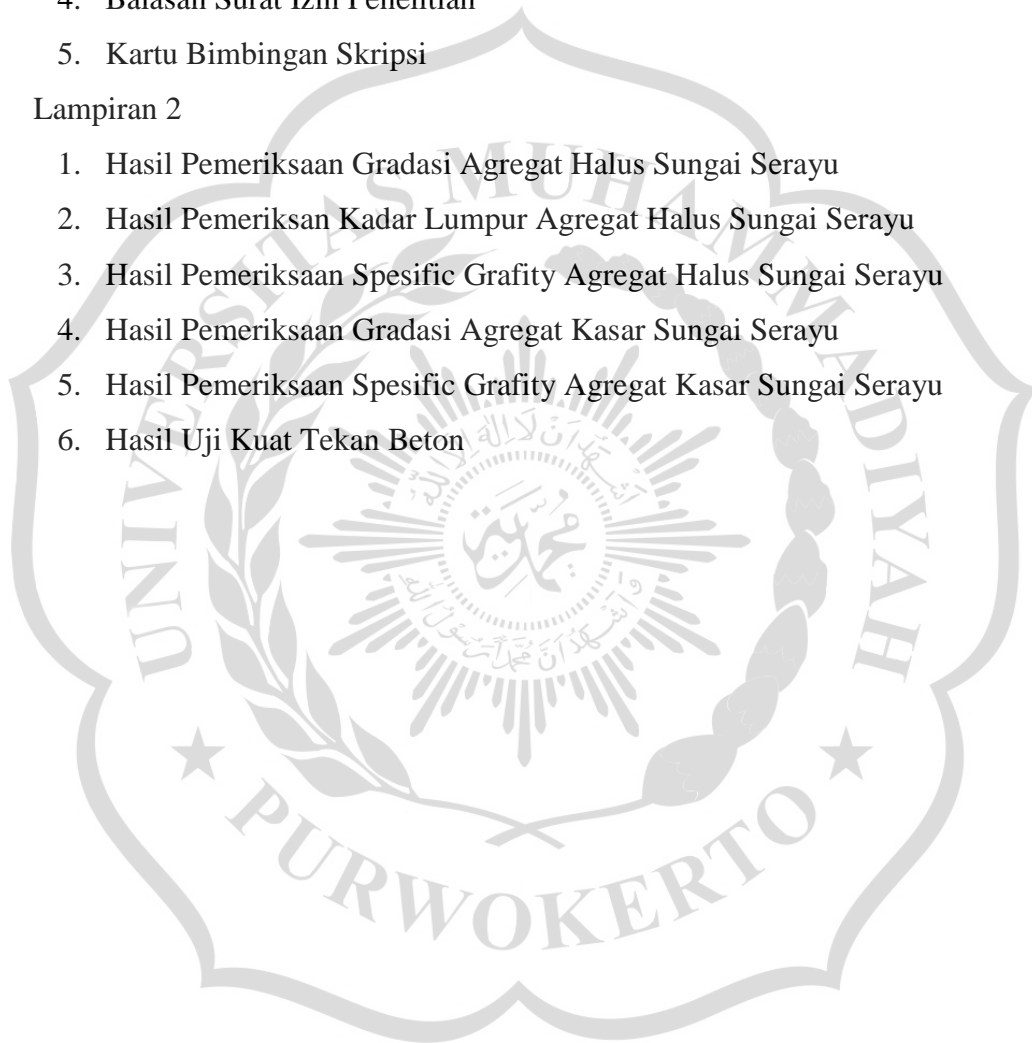 4. Balasan Surat Izin Penelitian
5. Kartu Bimbingan Skripsi
Lampiran 2
1. Hasil Pemeriksaan Gradasi Agregat Halus Sungai Serayu
2. Hasil Pemeriksan Kadar Lumpur Agregat Halus Sungai Serayu
3. Hasil Pemeriksaan Spesific Grafity Agregat Halus Sungai Serayu
4. Hasil Pemeriksaan Gradasi Agregat Kasar Sungai Serayu
5. Hasil Pemeriksaan Spesific Grafity Agregat Kasar Sungai Serayu
6. Hasil Uji Kuat Tekan Beton
UNIVERSITAS MUHAMMADIYAH
PURWOKERTO